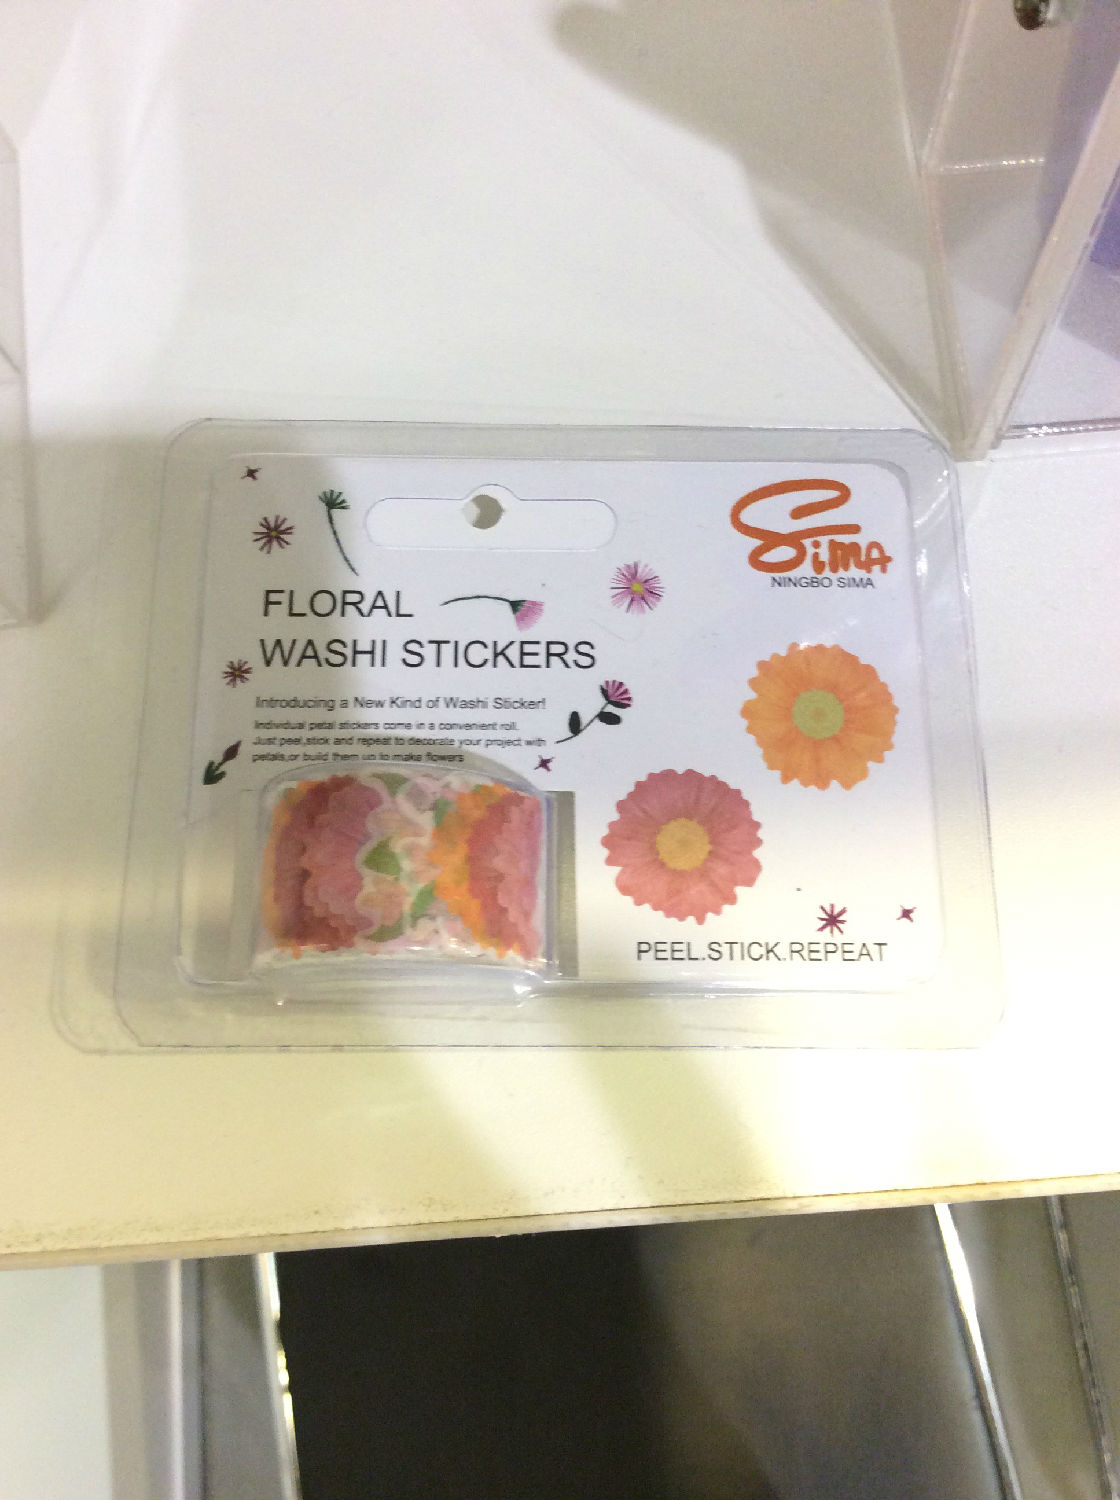 Sima
NINGBO SIMA
FLORAL
WASHI STICKERS
Introducing a New Kind of Washi Sticker!
Individual petal stickers come in a convenient roll.
Just peel,stick and repeat to decorate your project with
petals,or build them up to make flowers
PEEL.STICK.REPEAT